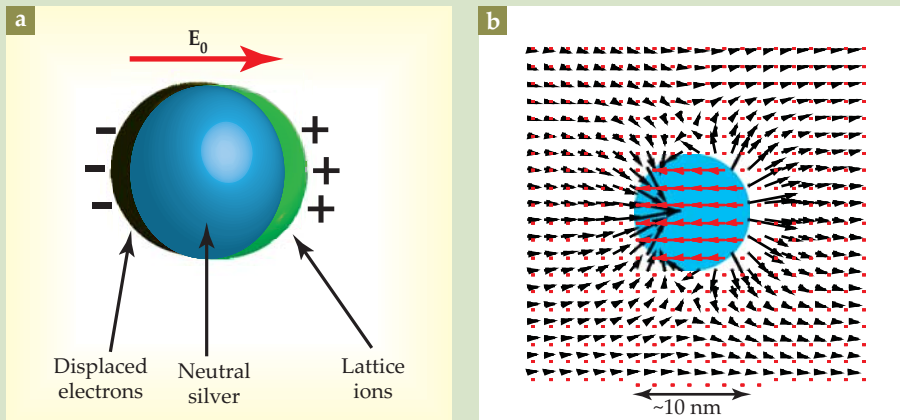 a
E₀
-
-
-
+
+
+
Displaced
electrons
Neutral
silver
Lattice
ions
b
~10 nm